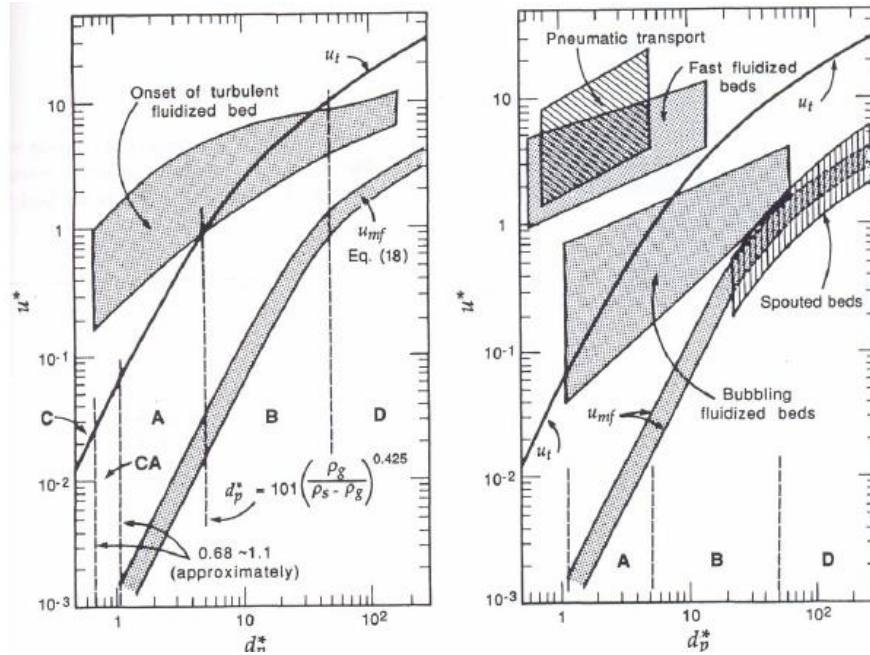 u_t
Onset of turbulent
fluidized bed
10
1
10^-1
10^-2
10^-3
u*
u_mf
Eq. (18)
C
A
B
D
CA
d_p* = 101 (ρ_g / (ρ_s - ρ_g))^0.425
0.68 ~1.1
(approximately)
1
10
10^2
d_p*
Pneumatic transport
Fast fluidized
beds
u_t
10
1
10^-1
10^-2
10^-3
u*
Spouted beds
Bubbling
fluidized beds
u_mf
u_t
A
B
D
1
10
10^2
d_p*